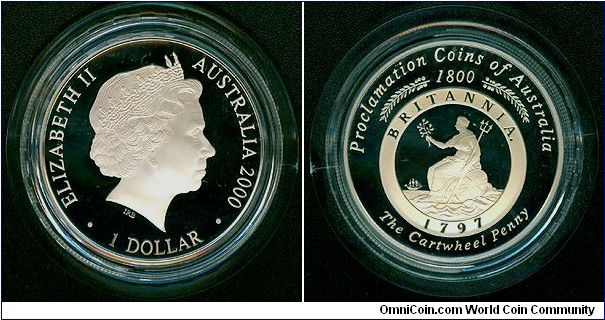 ELIZABETH II
AUSTRALIA 2000
IRB
• 1 DOLLAR •
Proclamation Coins of Australia
1800
BRITANNIA.
1797
The Cartwheel Penny
OmniCoin.com World Coin Community